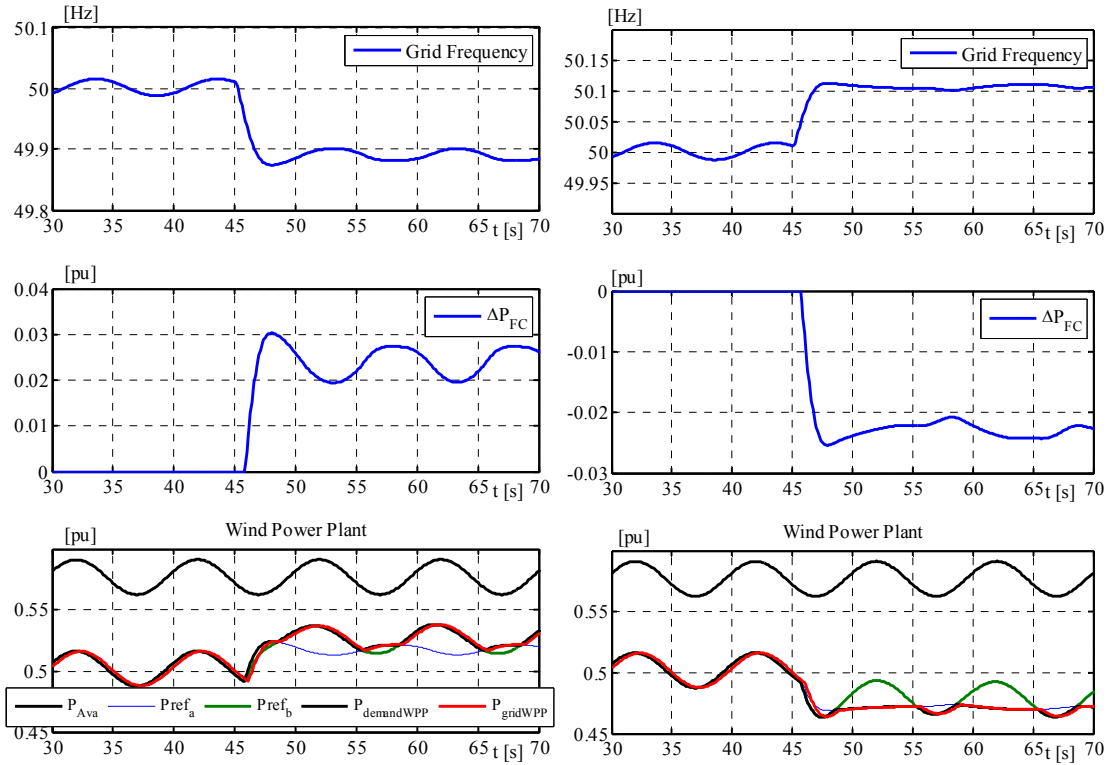 [Hz]
50.1
50
49.9
49.8
Grid Frequency
30 35 40 45 50 55 60 65 t [s] 70
[Hz]
50.15
50.1
50.05
50
49.95
Grid Frequency
30 35 40 45 50 55 60 65 t [s] 70
[pu]
0.04
0.03
0.02
0.01
0
ΔP_FC
30 35 40 45 50 55 60 65 t [s] 70
[pu]
0
-0.01
-0.02
-0.03
ΔP_FC
30 35 40 45 50 55 60 65 t [s] 70
[pu]
Wind Power Plant
0.55
0.5
0.45
P_Ava Pref_a Pref_b P_demandWPP P_gridWPP
30 35 40 45 50 55 60 65 t [s] 70
[pu]
Wind Power Plant
0.55
0.5
0.45
30 35 40 45 50 55 60 65 t [s] 70